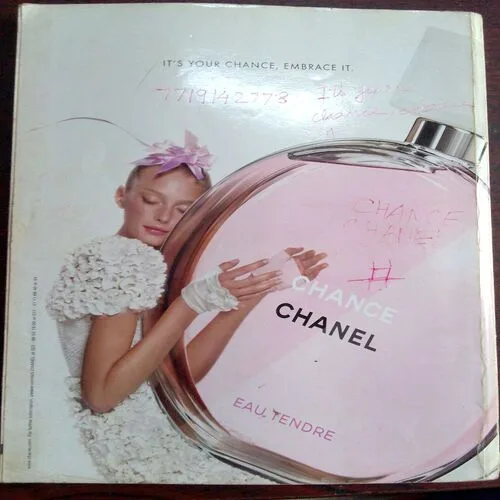 IT'S YOUR CHANCE, EMBRACE IT.
7719142773
CHANCE
CHANEL
#
CHANCE
CHANEL
EAU TENDRE